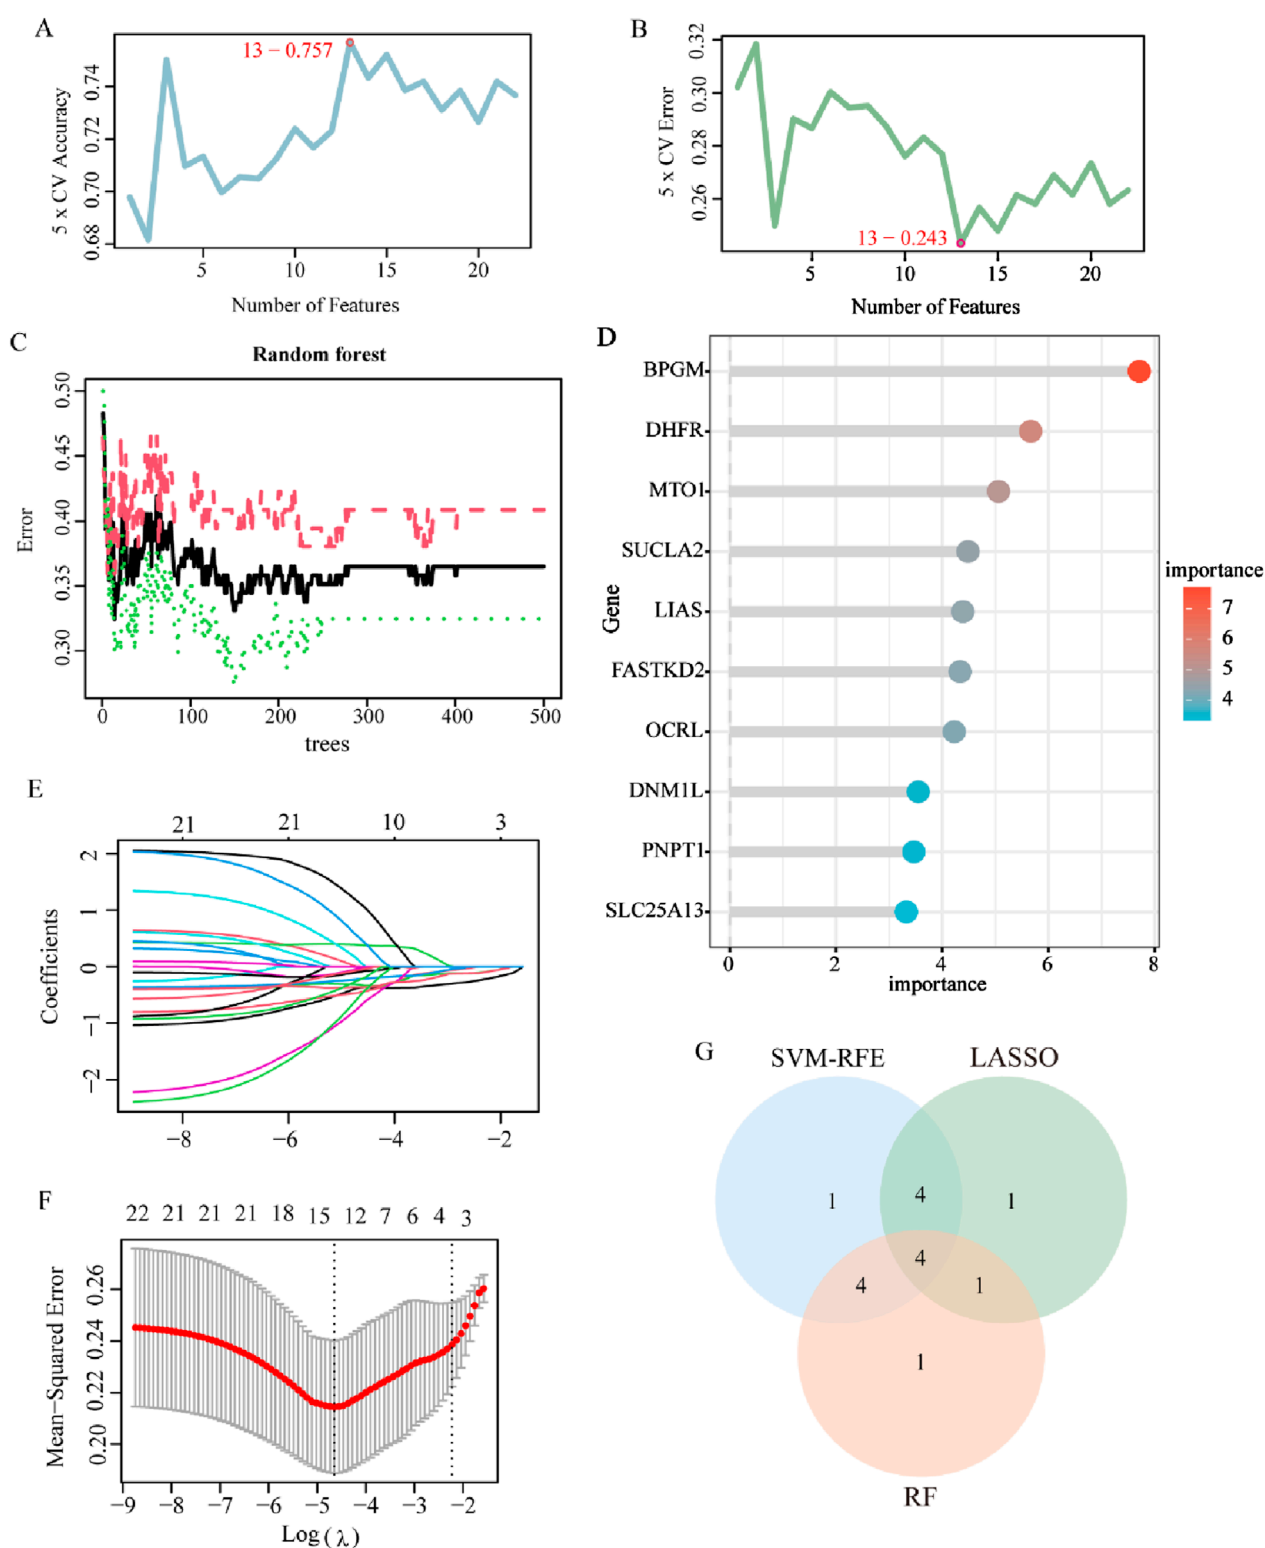 A
13 − 0.757
5 x CV Accuracy
0.74
0.72
0.70
0.68
5 10 15 20
Number of Features
B
13 − 0.243
5 x CV Error
0.32
0.30
0.28
0.26
5 10 15 20
Number of Features
C
Random forest
Error
0.50
0.45
0.40
0.35
0.30
0 100 200 300 400 500
trees
D
Gene
BPGM
DHFR
MTO1
SUCLA2
LIAS
FASTKD2
OCRL
DNM1L
PNPT1
SLC25A13
0 2 4 6 8
importance
importance
7
6
5
4
E
21 21 10 3
Coefficients
2
1
0
−1
−2
−8 −6 −4 −2
F
22 21 21 21 18 15 12 7 6 4 3
Mean−Squared Error
0.26
0.24
0.22
0.20
−9 −8 −7 −6 −5 −4 −3 −2
Log (λ)
G
SVM-RFE LASSO
1 4 1
4
4 1
1
RF